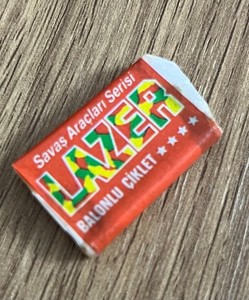 Savaş Araçları Serisi
LAZER
BALONLU ÇİKLET